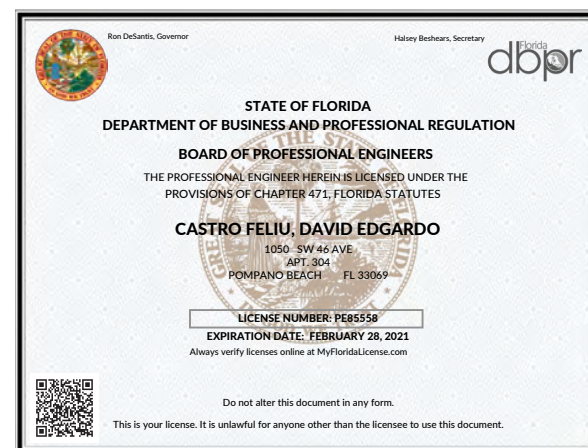 Ron DeSantis, Governor
Halsey Beshears, Secretary
Florida
dbpr
STATE OF FLORIDA
DEPARTMENT OF BUSINESS AND PROFESSIONAL REGULATION
BOARD OF PROFESSIONAL ENGINEERS
THE PROFESSIONAL ENGINEER HEREIN IS LICENSED UNDER THE
PROVISIONS OF CHAPTER 471, FLORIDA STATUTES
CASTRO FELIU, DAVID EDGARDO
1050 SW 46 AVE
APT. 304
POMPANO BEACH FL 33069
LICENSE NUMBER: PE85558
EXPIRATION DATE: FEBRUARY 28, 2021
Always verify licenses online at MyFloridaLicense.com
Do not alter this document in any form.
This is your license. It is unlawful for anyone other than the licensee to use this document.